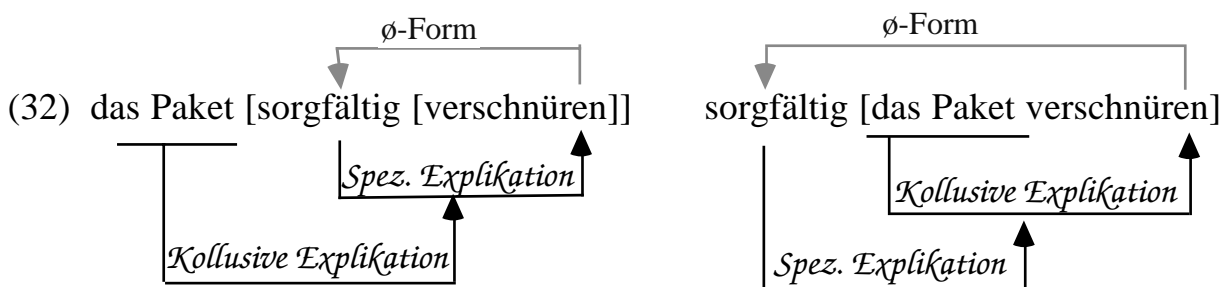 ø-Form ø-Form
(32) das Paket [sorgfältig [verschnüren]] sorgfältig [das Paket verschnüren]
Spez. Explikation Kollusive Explikation
Kollusive Explikation Spez. Explikation